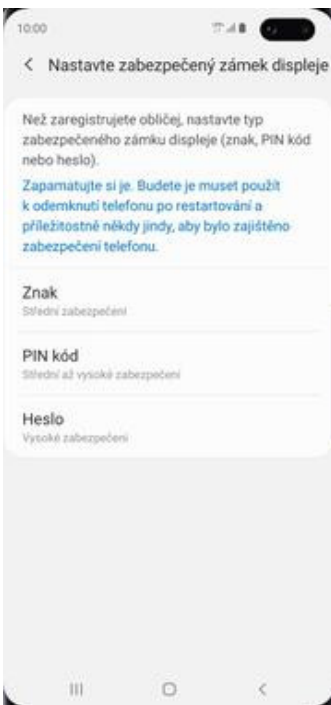 10:00
Nastavte zabezpečený zámek displeje
Než zaregistrujete obličej, nastavte typ
zabezpečeného zámku displeje (znak, PIN kód
nebo heslo).
Zapamatujte si je. Budete je muset použít
k odemknutí telefonu po restartování a
příležitostně někdy jindy, aby bylo zajištěno
zabezpečení telefonu.
Znak
Střední zabezpečení
PIN kód
Střední až vysoké zabezpečení
Heslo
Vysoké zabezpečení